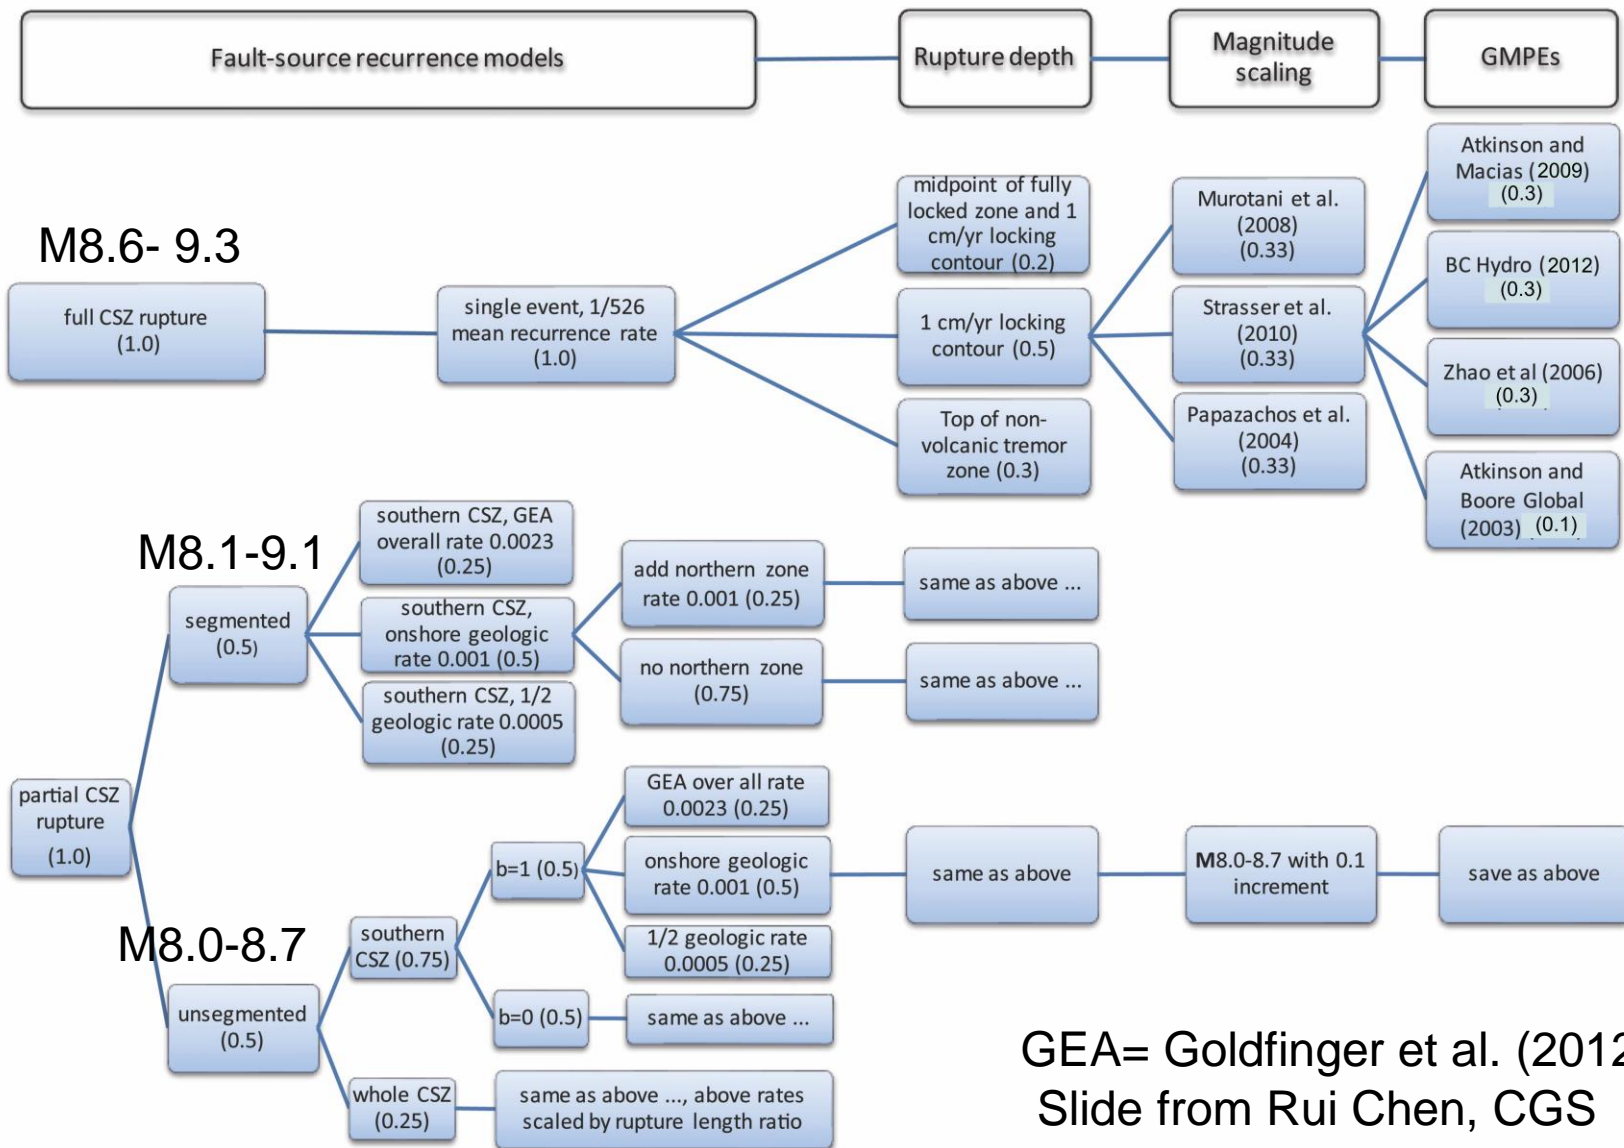 Fault-source recurrence models
Rupture depth
Magnitude
scaling
GMPEs
M8.6- 9.3
full CSZ rupture
(1.0)
single event, 1/526
mean recurrence rate
(1.0)
midpoint of fully
locked zone and 1
cm/yr locking
contour (0.2)
1 cm/yr locking
contour (0.5)
Top of non-
volcanic tremor
zone (0.3)
Murotani et al.
(2008)
(0.33)
Strasser et al.
(2010)
(0.33)
Papazachos et al.
(2004)
(0.33)
Atkinson and
Macias (2009)
(0.3)
BC Hydro (2012)
(0.3)
Zhao et al (2006)
(0.3)
Atkinson and
Boore Global
(2003) (0.1)
M8.1-9.1
segmented
(0.5)
southern CSZ, GEA
overall rate 0.0023
(0.25)
southern CSZ,
onshore geologic
rate 0.001 (0.5)
southern CSZ, 1/2
geologic rate 0.0005
(0.25)
add northern zone
rate 0.001 (0.25)
no northern zone
(0.75)
same as above ...
same as above ...
partial CSZ
rupture
(1.0)
M8.0-8.7
unsegmented
(0.5)
southern
CSZ (0.75)
whole CSZ
(0.25)
b=1 (0.5)
b=0 (0.5)
GEA over all rate
0.0023 (0.25)
onshore geologic
rate 0.001 (0.5)
1/2 geologic rate
0.0005 (0.25)
same as above ...
same as above ..., above rates
scaled by rupture length ratio
same as above
M8.0-8.7 with 0.1
increment
save as above
GEA= Goldfinger et al. (2012
Slide from Rui Chen, CGS